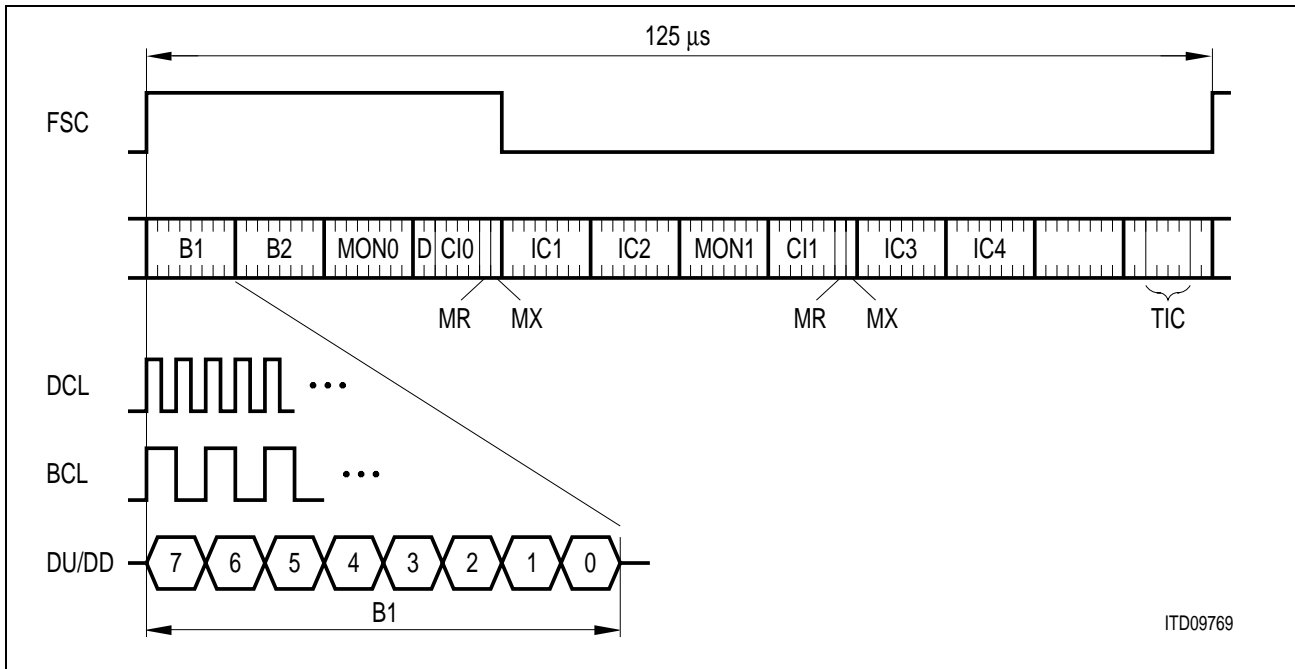 125 μs
FSC
B1 B2 MON0 D CI0 IC1 IC2 MON1 CI1 IC3 IC4
MR MX MR MX TIC
DCL
BCL
DU/DD 7 6 5 4 3 2 1 0
B1
ITD09769